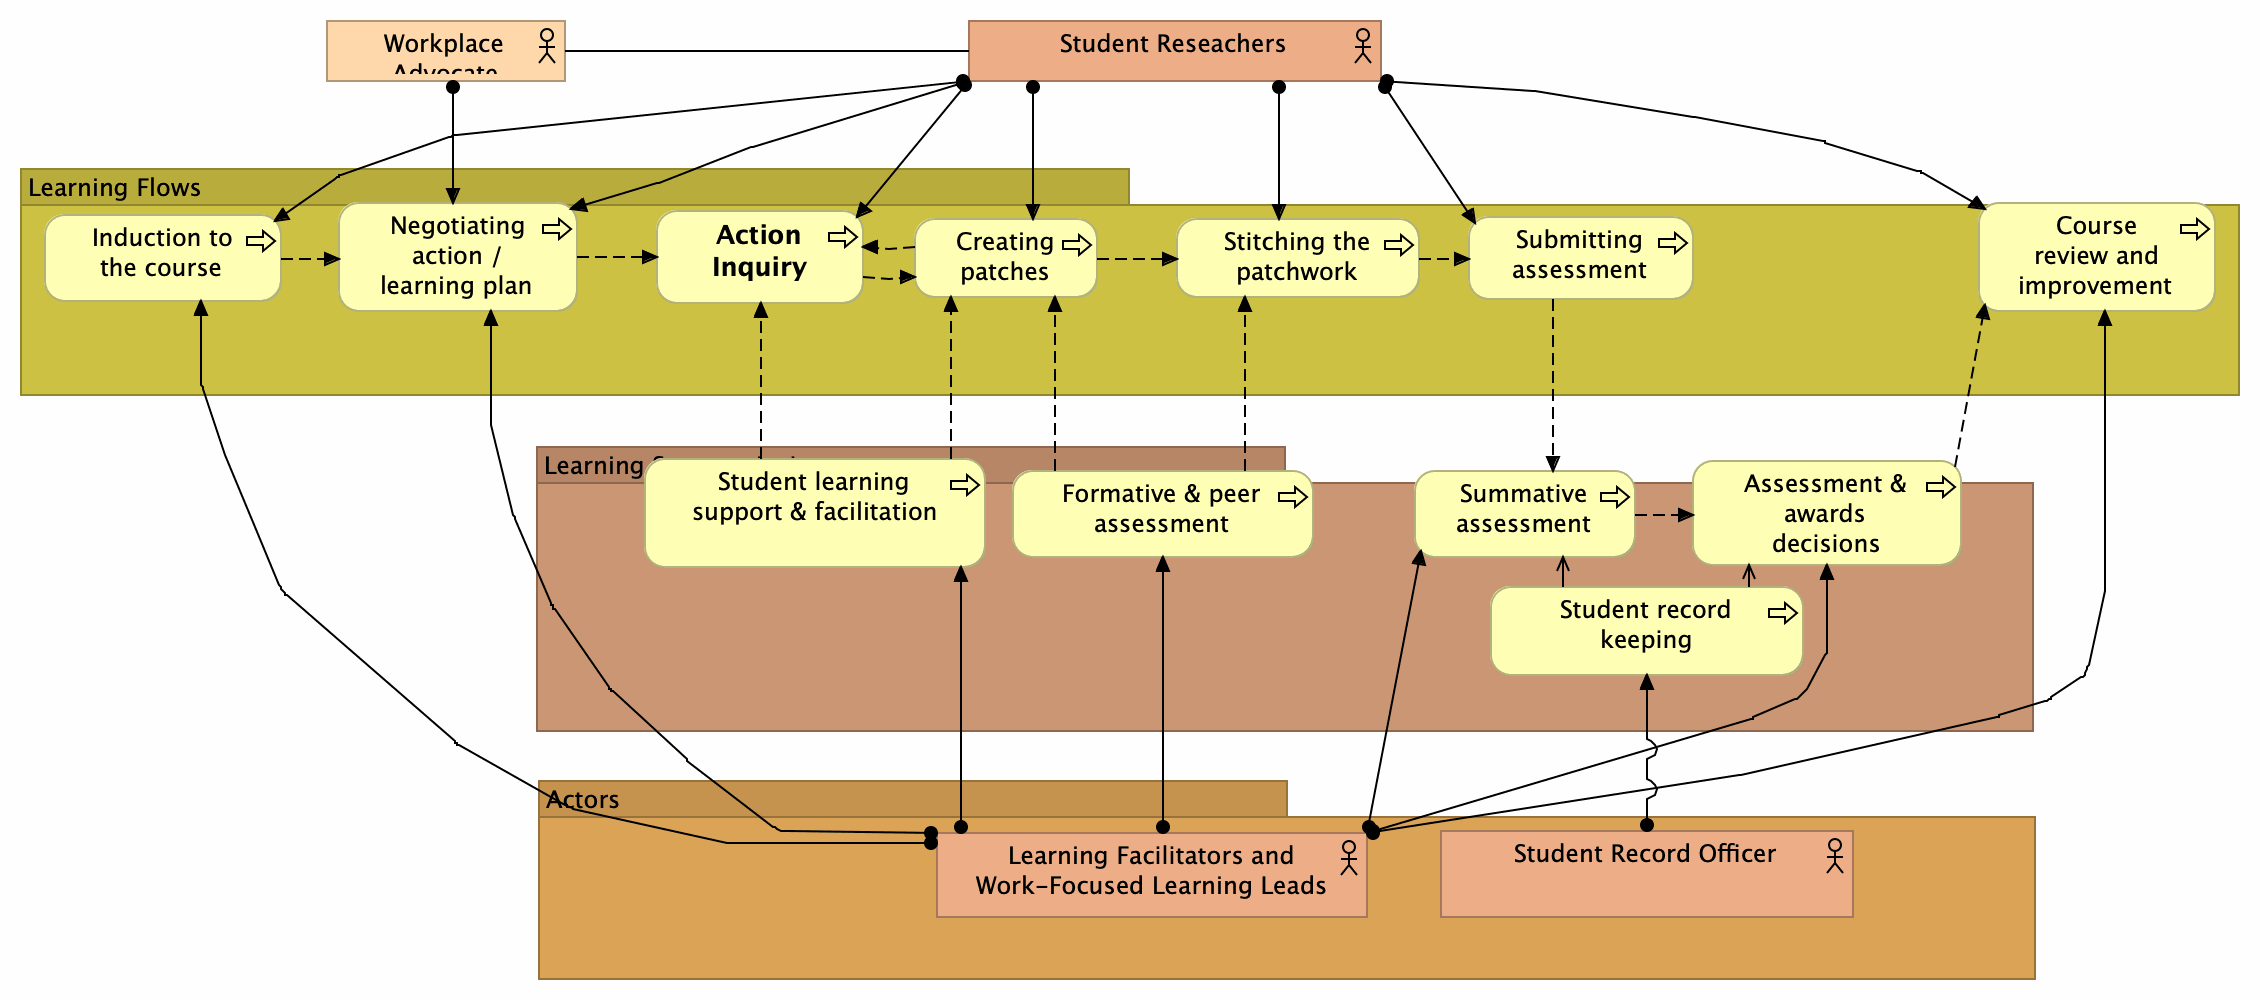 Workplace
Advocate
Student Reseachers
Learning Flows
Induction to
the course
Negotiating
action /
learning plan
Action
Inquiry
Creating
patches
Stitching the
patchwork
Submitting
assessment
Course
review and
improvement
Learning
Student learning
support & facilitation
Formative & peer
assessment
Summative
assessment
Assessment &
awards
decisions
Student record
keeping
Actors
Learning Facilitators and
Work-Focused Learning Leads
Student Record Officer